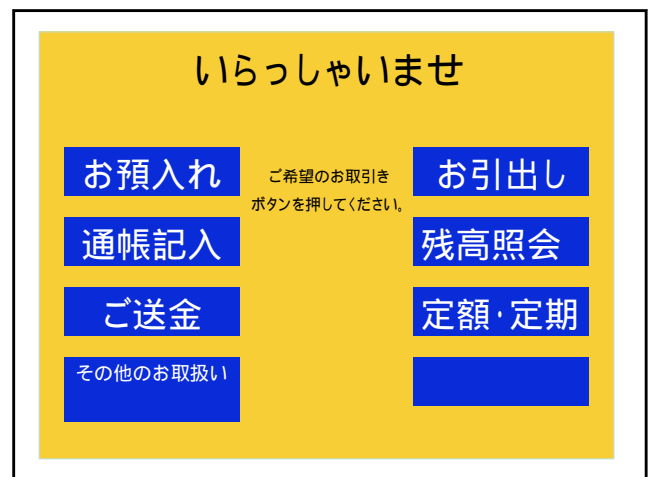 いらっしゃいませ
お預入れ
ご希望のお取引き
ボタンを押してください。
お引出し
通帳記入
残高照会
ご送金
定額・定期
その他のお取扱い